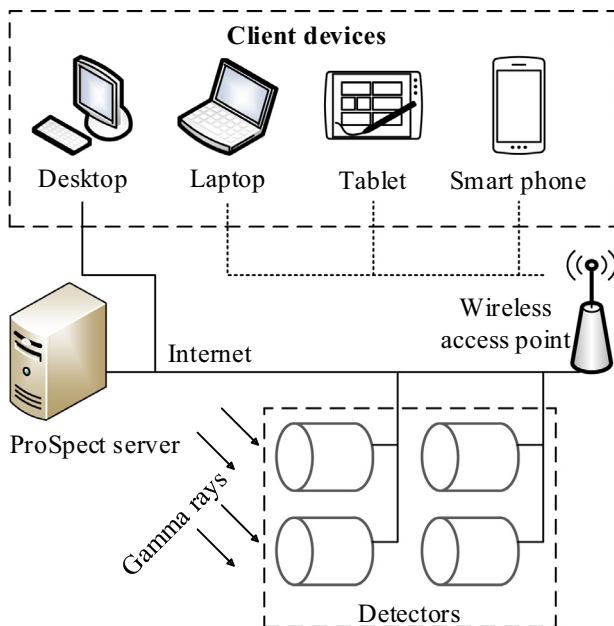 Client devices
Desktop
Laptop
Tablet
Smart phone
Wireless
access point
Internet
ProSpect server
Gamma rays
Detectors